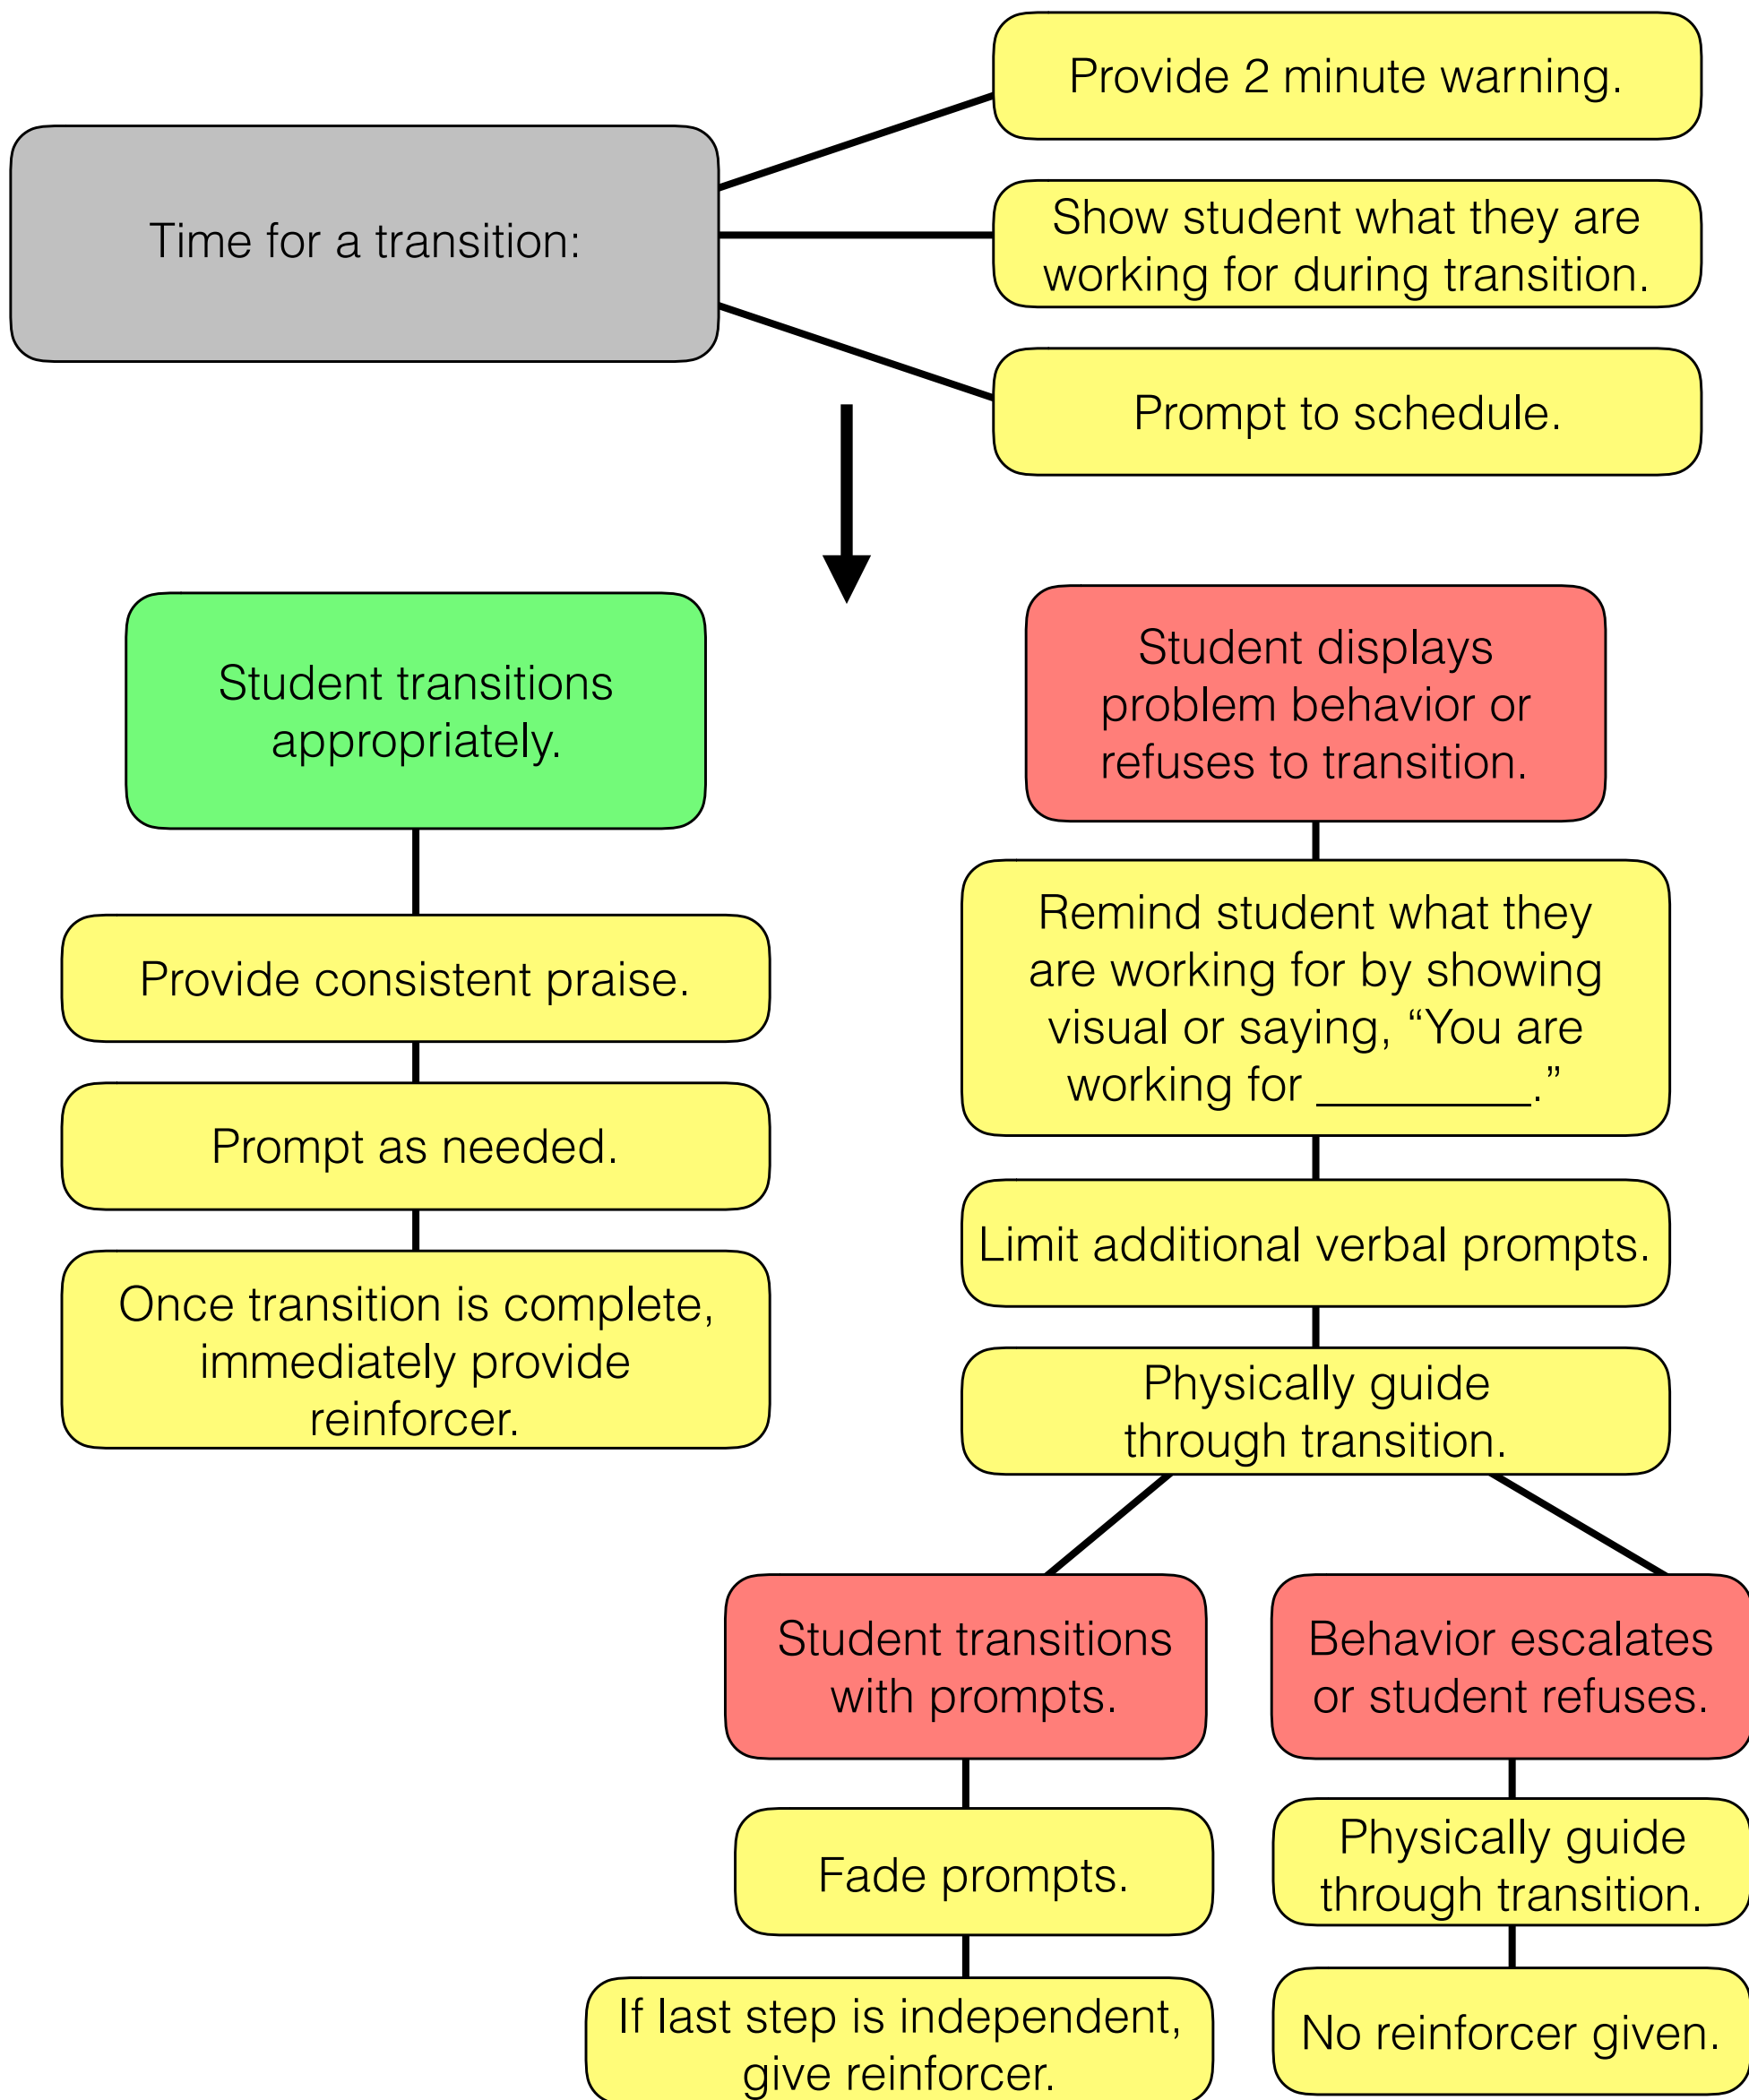 Provide 2 minute warning.
Time for a transition:
Show student what they are
working for during transition.
Prompt to schedule.
Student transitions
appropriately.
Provide consistent praise.
Prompt as needed.
Once transition is complete,
immediately provide
reinforcer.
Student displays
problem behavior or
refuses to transition.
Remind student what they
are working for by showing
visual or saying, “You are
working for ________.”
Limit additional verbal prompts.
Physically guide
through transition.
Student transitions
with prompts.
Fade prompts.
If last step is independent,
give reinforcer.
Behavior escalates
or student refuses.
Physically guide
through transition.
No reinforcer given.